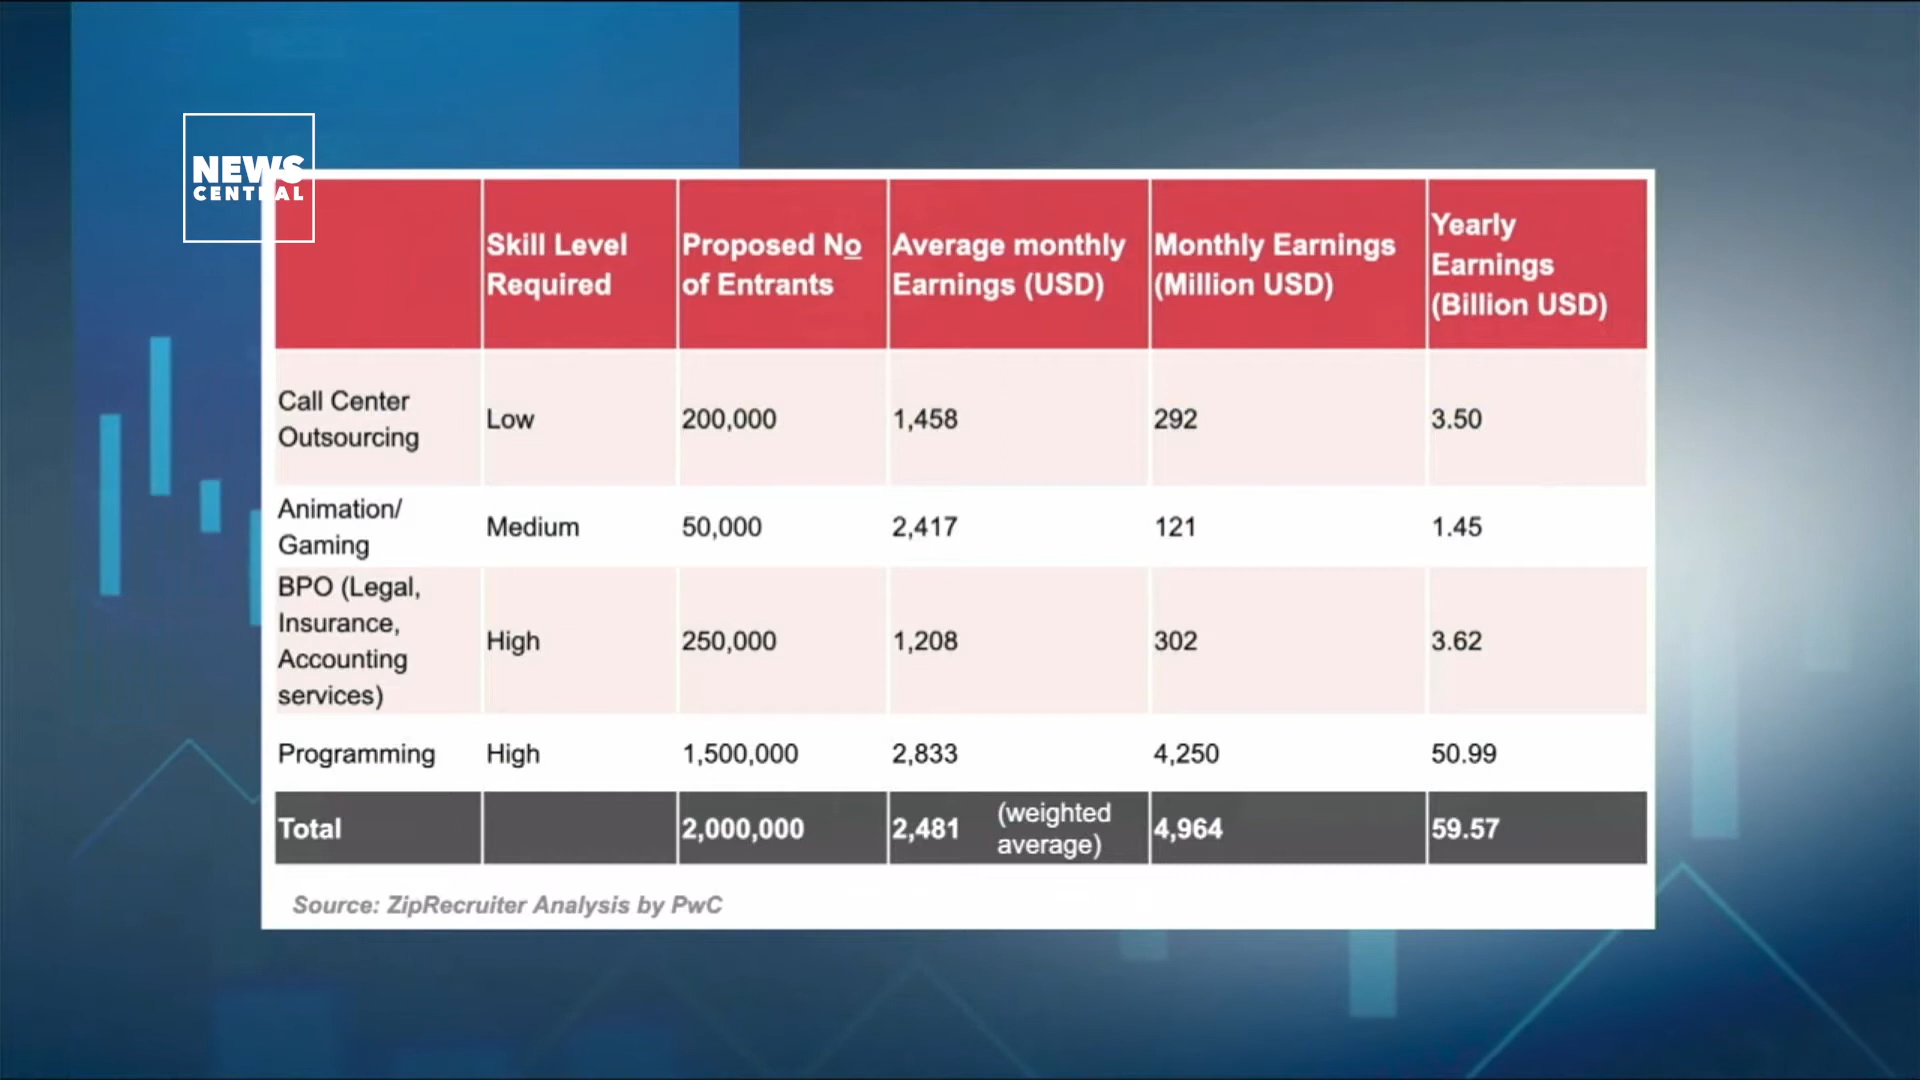 NEWS
CENTRAL
Skill Level
Required
Proposed No
of Entrants
Average monthly
Earnings (USD)
Monthly Earnings
(Million USD)
Yearly
Earnings
(Billion USD)
Call Center
Outsourcing
Low
200,000
1,458
292
3.50
Animation/
Gaming
Medium
50,000
2,417
121
1.45
BPO (Legal,
Insurance,
Accounting
services)
High
250,000
1,208
302
3.62
Programming
High
1,500,000
2,833
4,250
50.99
Total
2,000,000
2,481
(weighted
average)
4,964
59.57
Source: ZipRecruiter Analysis by PwC